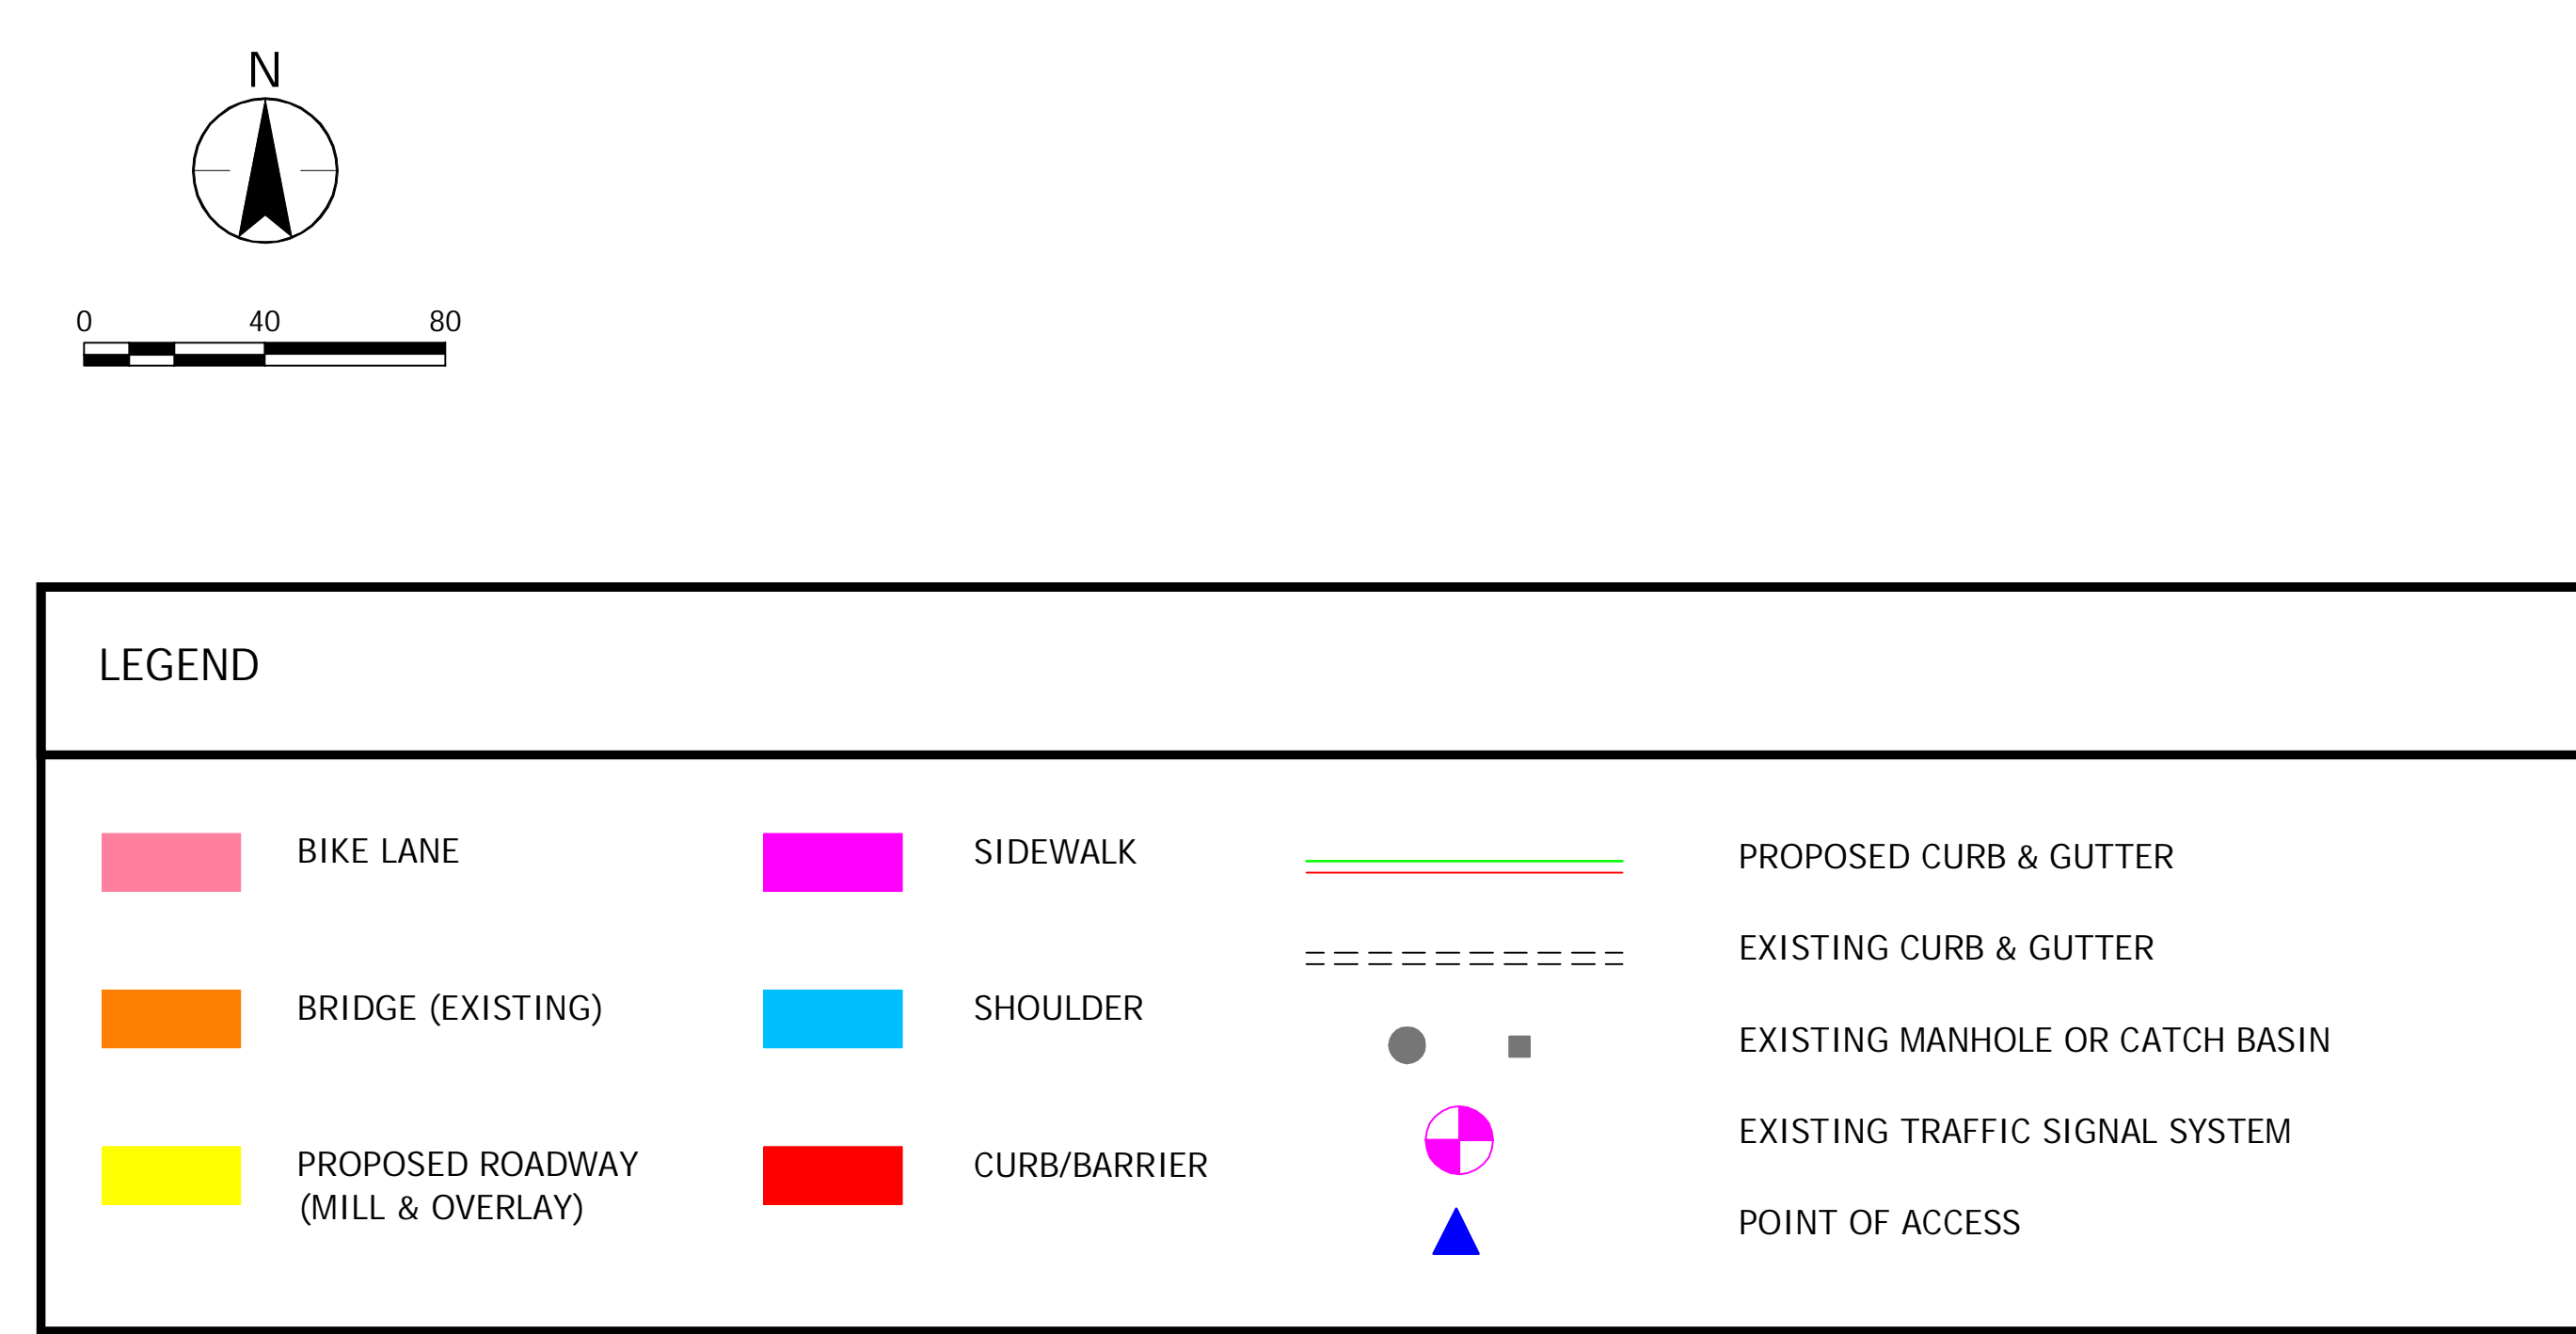 N
0 40 80
LEGEND
BIKE LANE
BRIDGE (EXISTING)
PROPOSED ROADWAY
(MILL & OVERLAY)
SIDEWALK
SHOULDER
CURB/BARRIER
PROPOSED CURB & GUTTER
EXISTING CURB & GUTTER
EXISTING MANHOLE OR CATCH BASIN
EXISTING TRAFFIC SIGNAL SYSTEM
POINT OF ACCESS